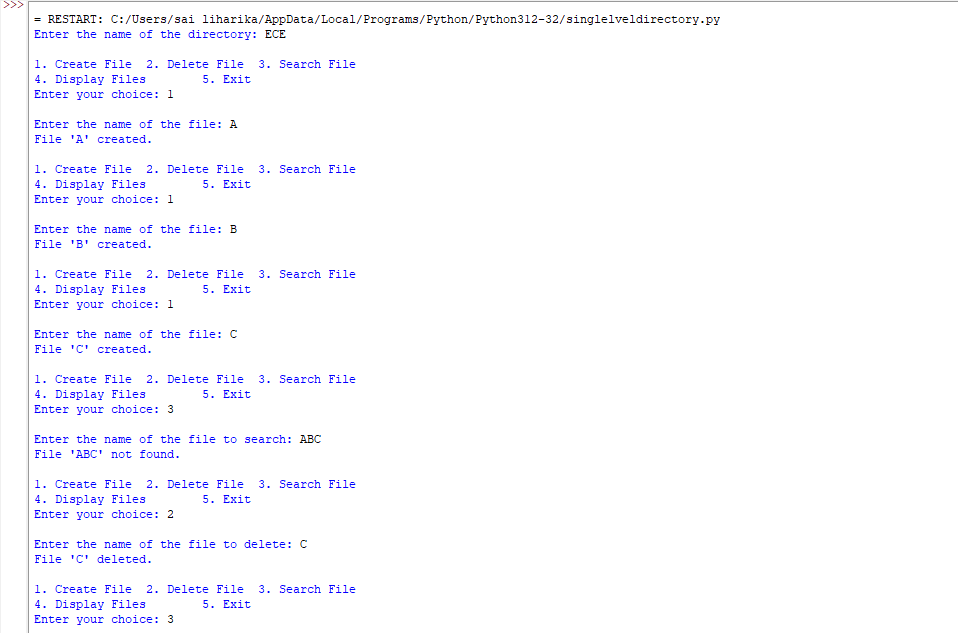 >>>
= RESTART: C:/Users/sai liharika/AppData/Local/Programs/Python/Python312-32/singlelveldirectory.py
Enter the name of the directory: ECE
1. Create File  2. Delete File  3. Search File
4. Display Files        5. Exit
Enter your choice: 1
Enter the name of the file: A
File 'A' created.
1. Create File  2. Delete File  3. Search File
4. Display Files        5. Exit
Enter your choice: 1
Enter the name of the file: B
File 'B' created.
1. Create File  2. Delete File  3. Search File
4. Display Files        5. Exit
Enter your choice: 1
Enter the name of the file: C
File 'C' created.
1. Create File  2. Delete File  3. Search File
4. Display Files        5. Exit
Enter your choice: 3
Enter the name of the file to search: ABC
File 'ABC' not found.
1. Create File  2. Delete File  3. Search File
4. Display Files        5. Exit
Enter your choice: 2
Enter the name of the file to delete: C
File 'C' deleted.
1. Create File  2. Delete File  3. Search File
4. Display Files        5. Exit
Enter your choice: 3